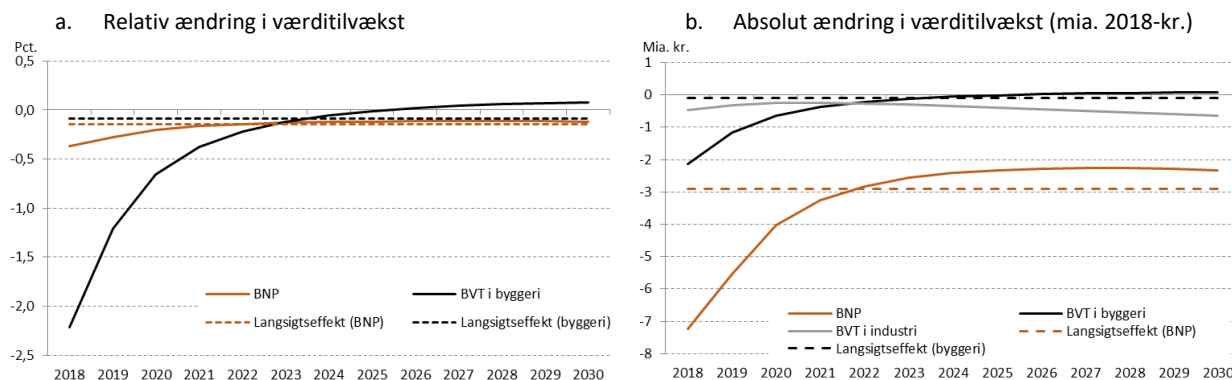 a. Relativ ændring i værditilvækst
Pct.
0,5
0,0
-0,5
-1,0
-1,5
-2,0
-2,5
BNP
BVT i byggeri
Langsigtseffekt (BNP)
Langsigtseffekt (byggeri)
2018 2019 2020 2021 2022 2023 2024 2025 2026 2027 2028 2029 2030
b. Absolut ændring i værditilvækst (mia. 2018-kr.)
Mia. kr.
1
0
-1
-2
-3
-4
-5
-6
-7
-8
BNP
BVT i byggeri
BVT i industri
Langsigtseffekt (BNP)
Langsigtseffekt (byggeri)
2018 2019 2020 2021 2022 2023 2024 2025 2026 2027 2028 2029 2030